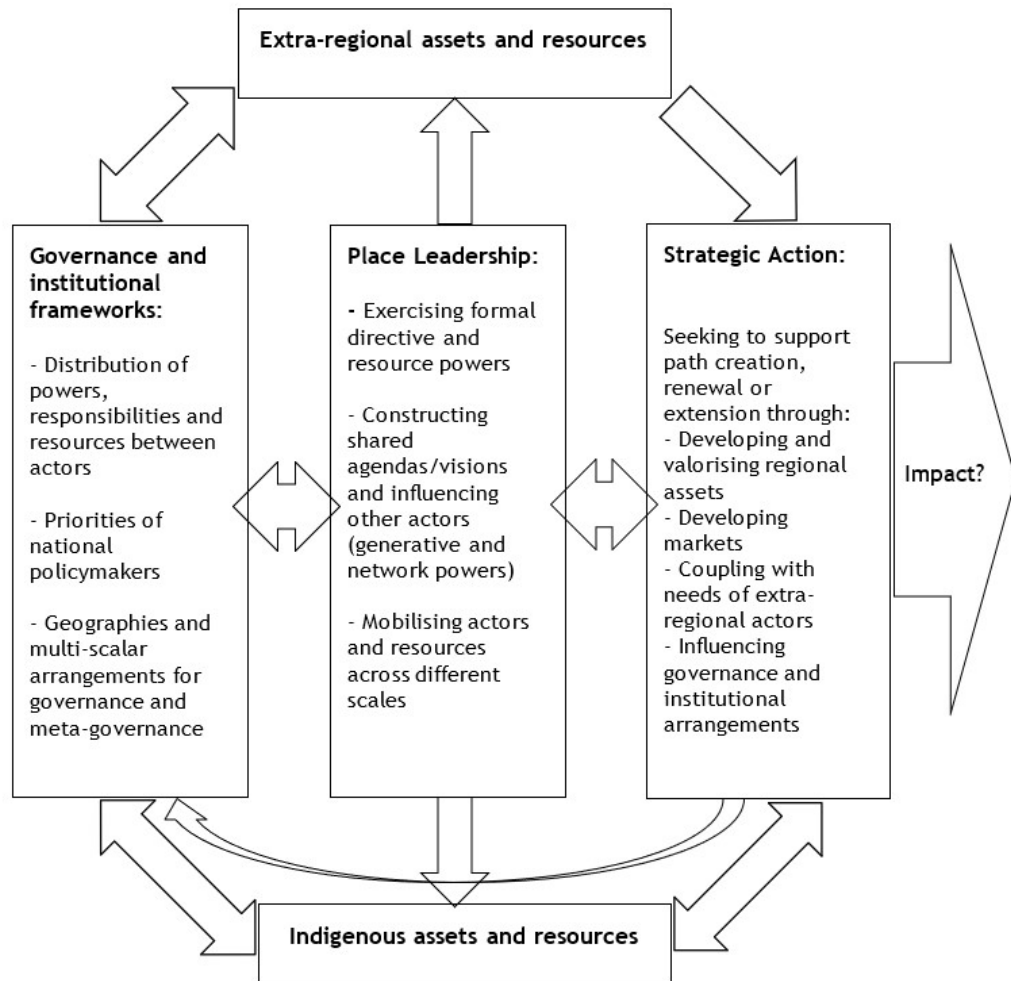 Extra-regional assets and resources
Governance and
institutional
frameworks:
- Distribution of
powers,
responsibilities and
resources between
actors
- Priorities of
national
policymakers
- Geographies and
multi-scalar
arrangements for
governance and
meta-governance
Place Leadership:
- Exercising formal
directive and
resource powers
- Constructing
shared
agendas/visions
and influencing
other actors
(generative and
network powers)
- Mobilising actors
and resources
across different
scales
Strategic Action:
Seeking to support
path creation,
renewal or
extension through:
- Developing and
valorising regional
assets
- Developing
markets
- Coupling with
needs of extra-
regional actors
- Influencing
governance and
institutional
arrangements
Impact?
Indigenous assets and resources